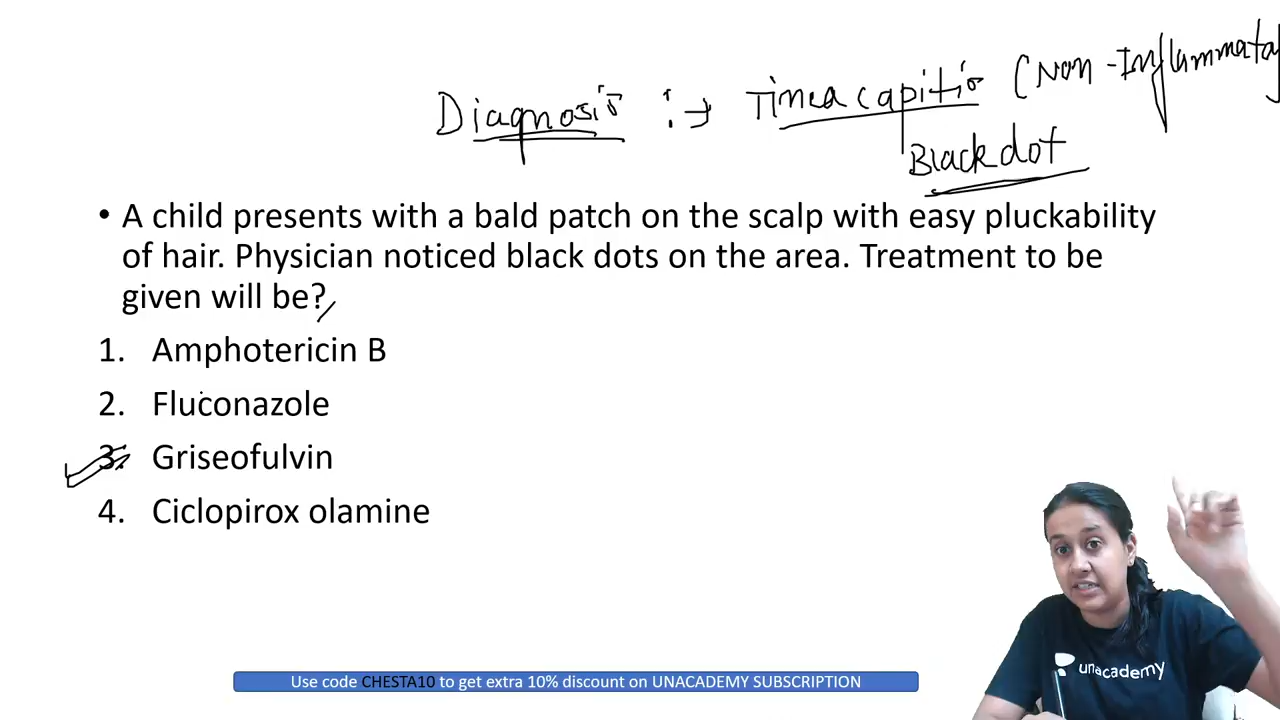 Diagnosis :→ Tinea capitis (Non-Inflammato
Black dot
• A child presents with a bald patch on the scalp with easy pluckability
of hair. Physician noticed black dots on the area. Treatment to be
given will be?
1. Amphotericin B
2. Fluconazole
3. Griseofulvin
4. Ciclopirox olamine
unacademy
Use code CHESTA10 to get extra 10% discount on UNACADEMY SUBSCRIPTION